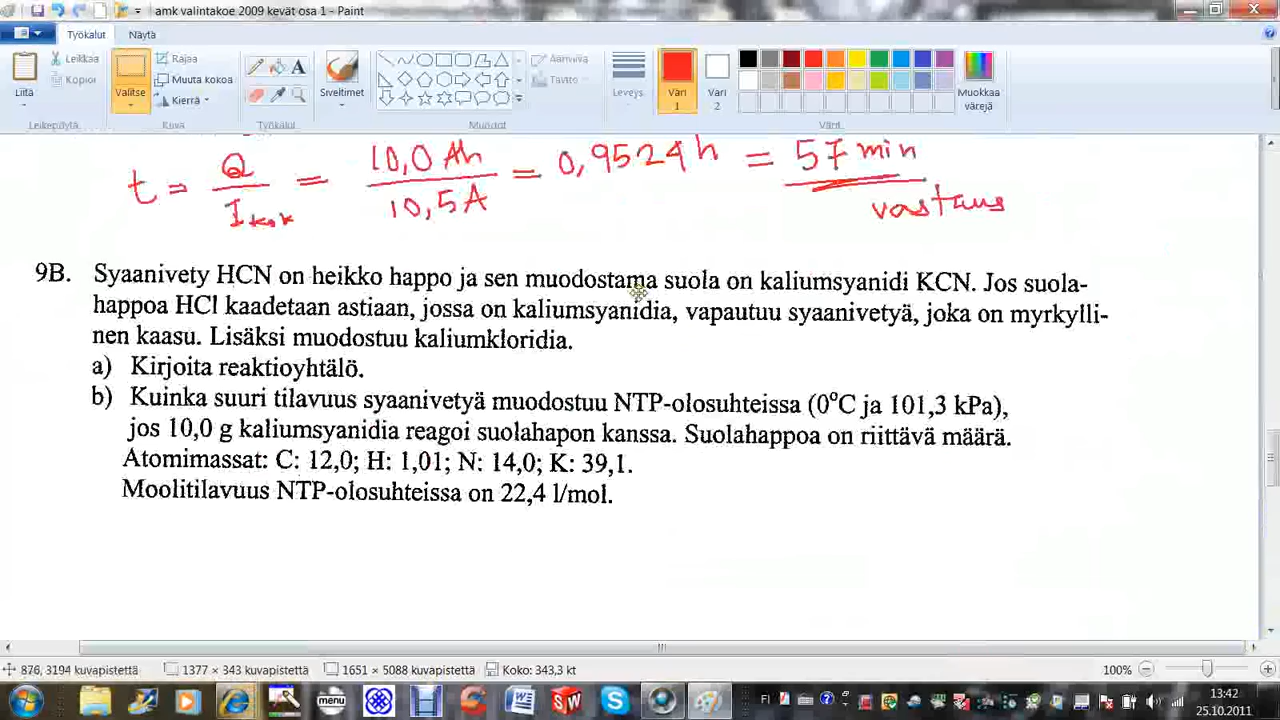 amk valintakoe 2009 kevät osa 1 - Paint
Työkalut Näytä
Liitä
Leikkaa
Kopioi
Leikepöytä
Valitse
Rajaa
Muuta kokoa
Kierrä
Kuva
A
Työkalut
Siveltimet
Ääriviiva
Täyttö
Muodot
Leveys
Väri 1
Väri 2
Muokkaa värejä
Värit
t = Q / I kok = 10,0 Ah / 10,5 A = 0,9524 h = 57 min
vastaus
9B. Syaanivety HCN on heikko happo ja sen muodostama suola on kaliumsyanidi KCN. Jos suola-
happoa HCl kaadetaan astiaan, jossa on kaliumsyanidia, vapautuu syaanivetyä, joka on myrkylli-
nen kaasu. Lisäksi muodostuu kaliumkloridia.
a) Kirjoita reaktioyhtälö.
b) Kuinka suuri tilavuus syaanivetyä muodostuu NTP-olosuhteissa (0°C ja 101,3 kPa),
jos 10,0 g kaliumsyanidia reagoi suolahapon kanssa. Suolahappoa on riittävä määrä.
Atomimassat: C: 12,0; H: 1,01; N: 14,0; K: 39,1.
Moolitilavuus NTP-olosuhteissa on 22,4 l/mol.
876, 3194 kuvapistettä 1377 × 343 kuvapistettä 1651 × 5088 kuvapistettä Koko: 343,3 kt 100%
menu
FI
13:42
25.10.2011